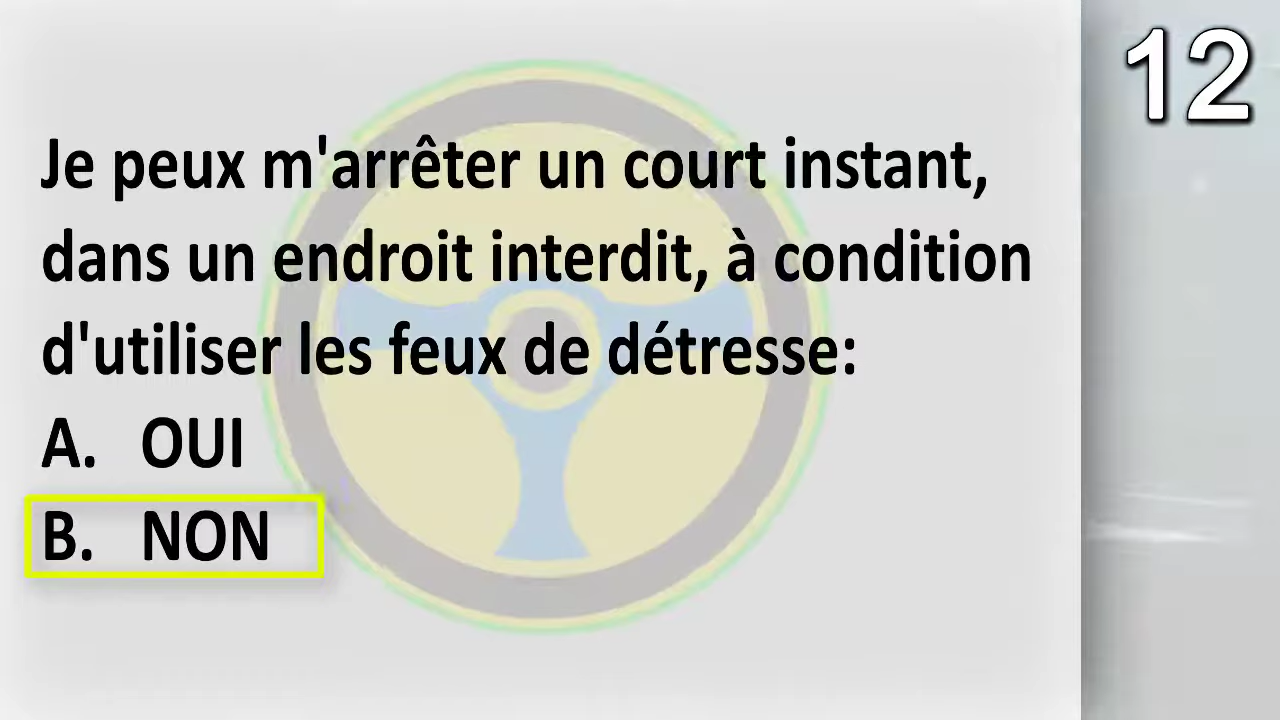 12
Je peux m'arrêter un court instant,
dans un endroit interdit, à condition
d'utiliser les feux de détresse:
A. OUI
B. NON